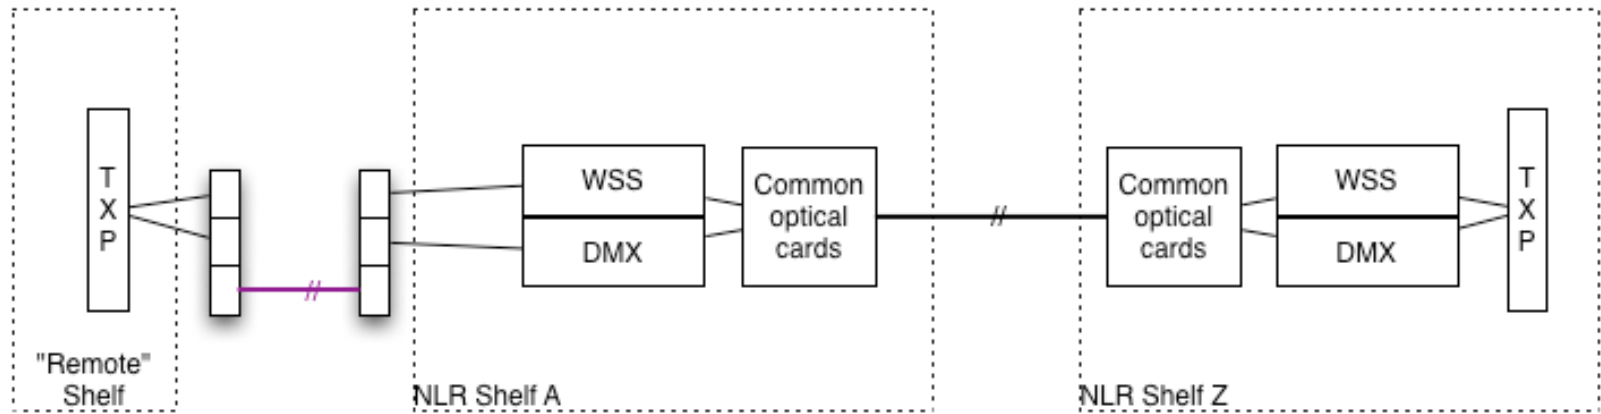 T
X
P
"Remote"
Shelf
WSS
DMX
Common
optical
cards
//
//
NLR Shelf A
Common
optical
cards
WSS
DMX
T
X
P
NLR Shelf Z